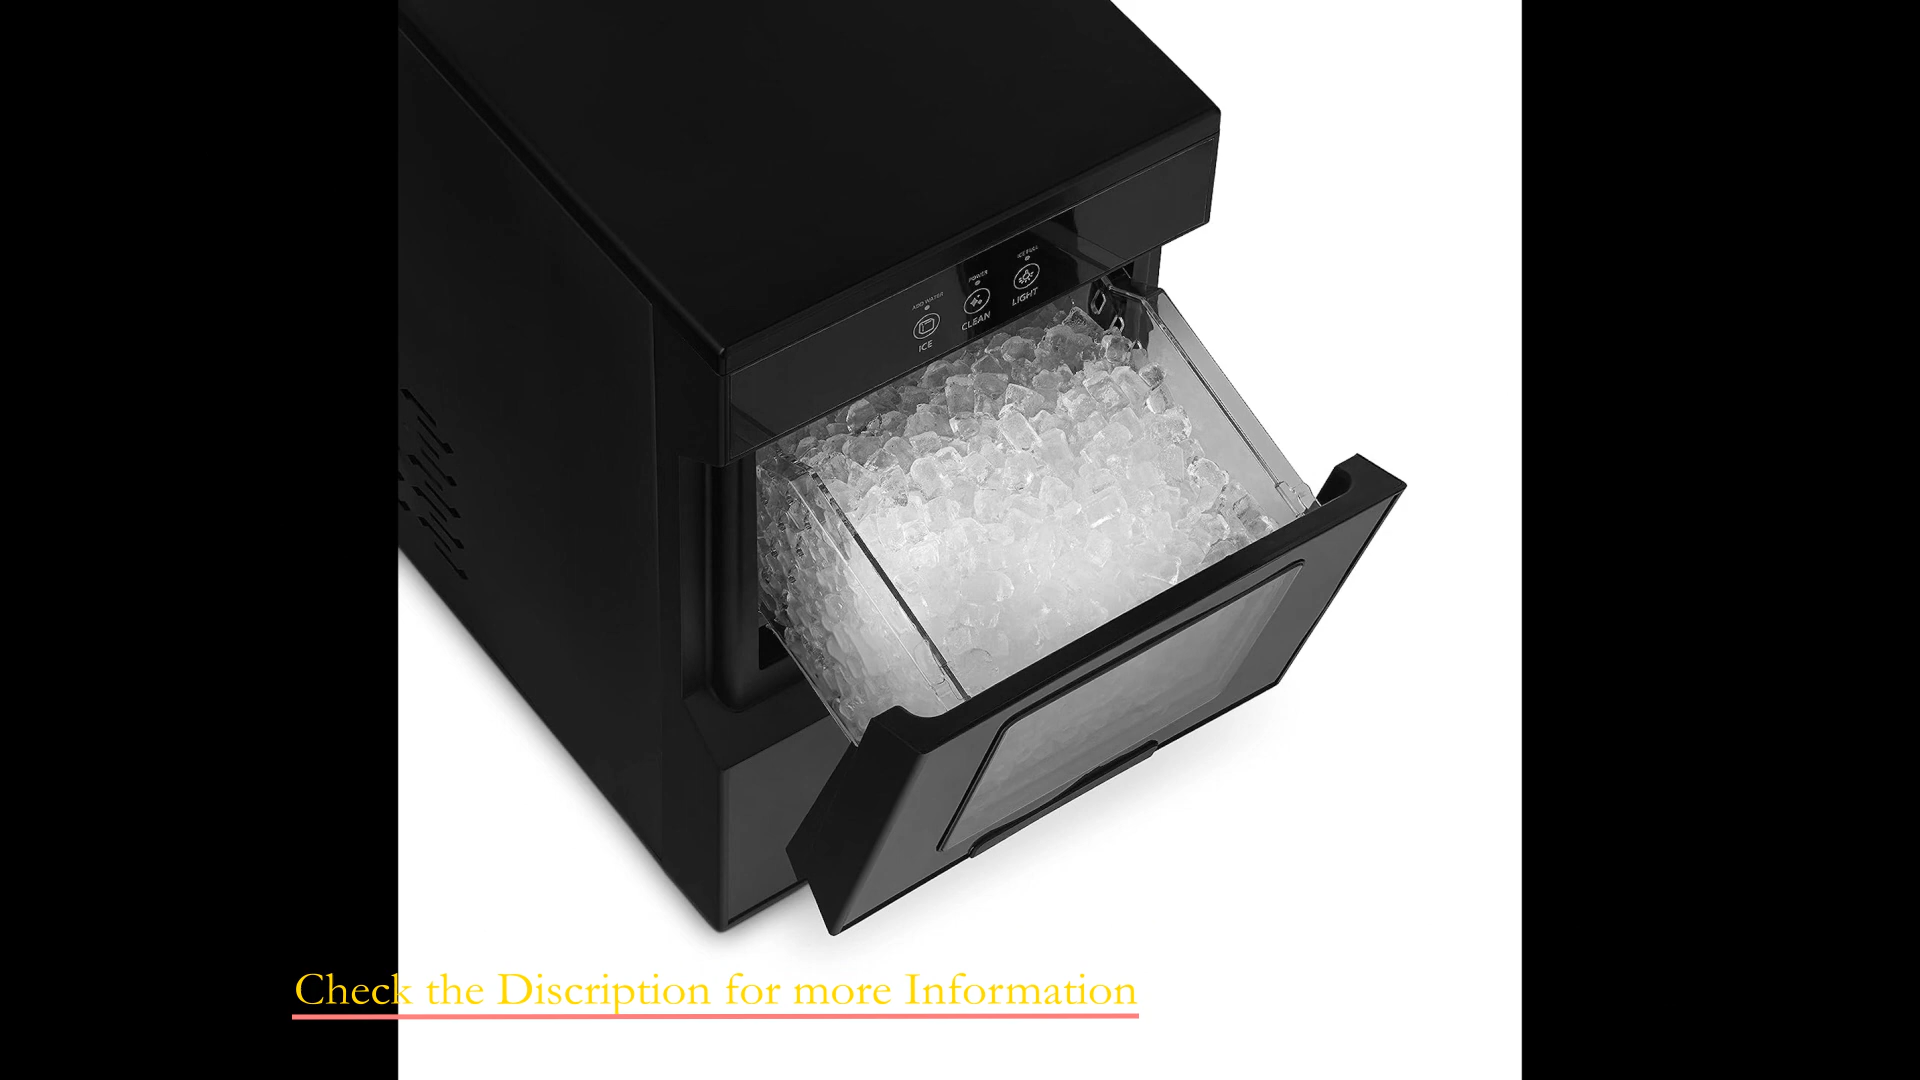 ADD WATER
POWER
ICE FULL
ICE
CLEAN
LIGHT
Check the Discription for more Information